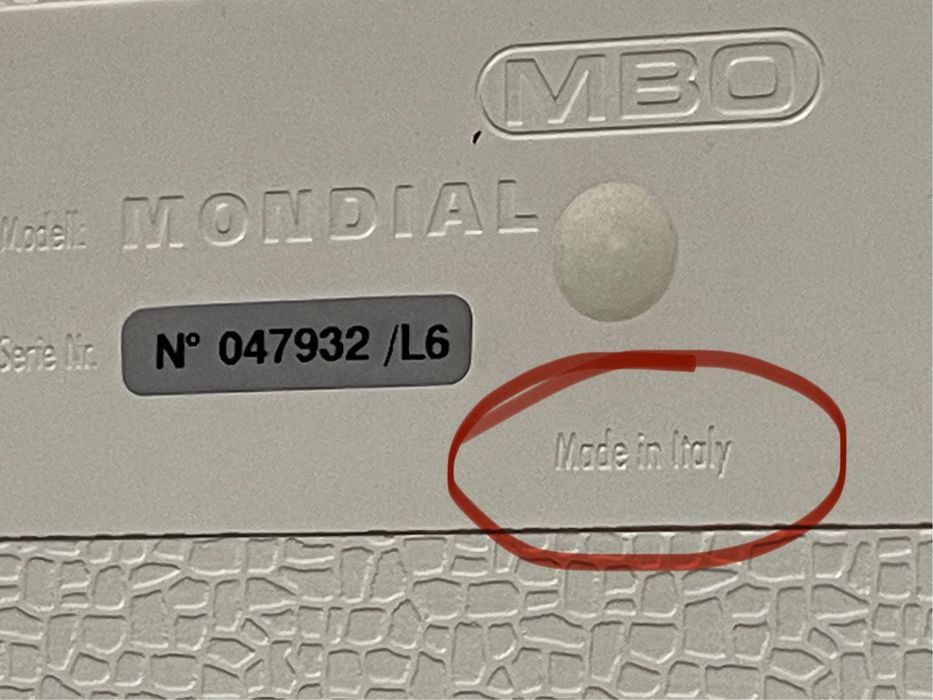 MBO
Modell: MONDIAL
Serie Nr. N° 047932 /L6
Made in Italy